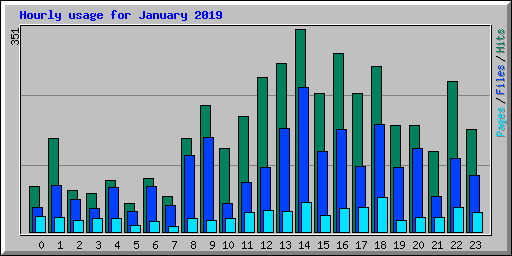 Hourly usage for January 2019
351
Pages/Files/Hits
0 1 2 3 4 5 6 7 8 9 10 11 12 13 14 15 16 17 18 19 20 21 22 23